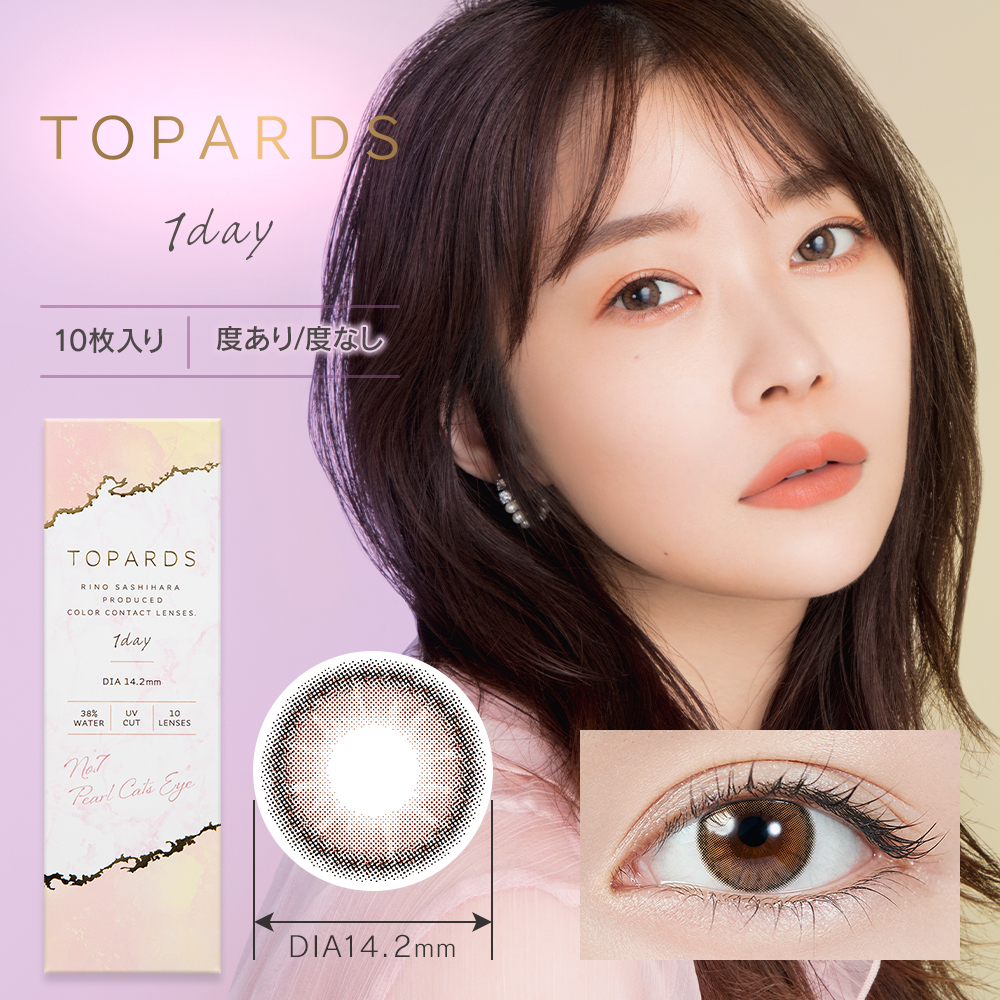 TOPARDS
1day
10枚入り
度あり/度なし
TOPARDS
RINO SASHIHARA
PRODUCED
COLOR CONTACT LENSES.
1day
DIA 14.2mm
38%
WATER
UV
CUT
10
LENSES
No.7
Pearl Cats Eye
DIA14.2mm